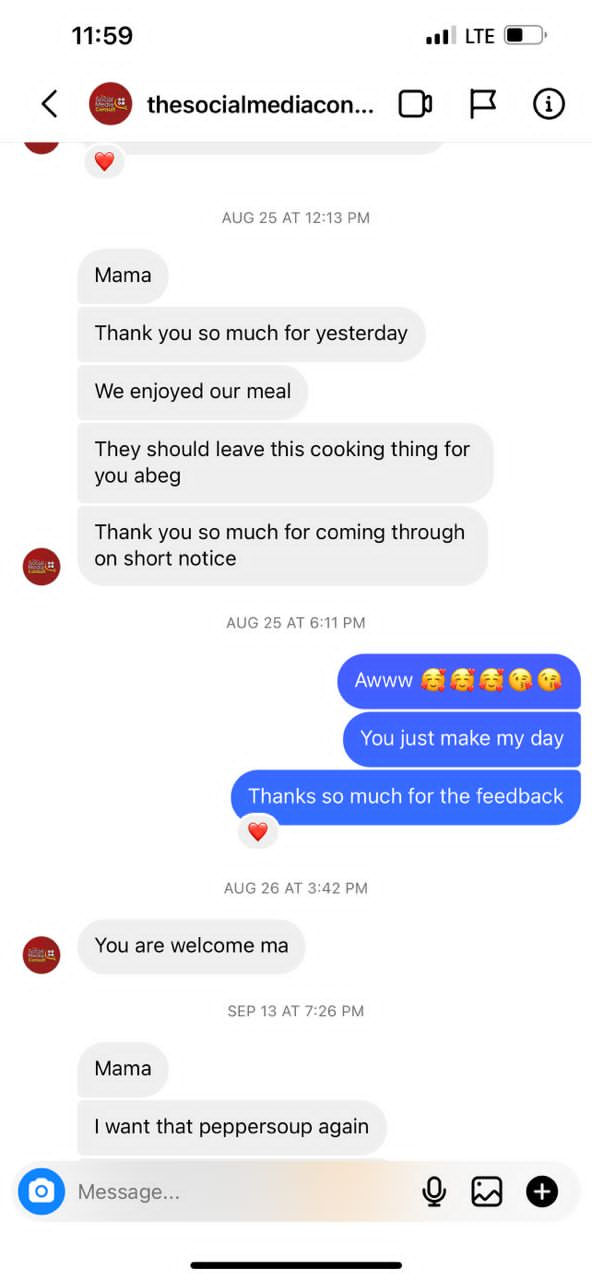 11:59
LTE
thesocialmediacon...
AUG 25 AT 12:13 PM
Mama
Thank you so much for yesterday
We enjoyed our meal
They should leave this cooking thing for
you abeg
Thank you so much for coming through
on short notice
AUG 25 AT 6:11 PM
Awww 🥰🥰🥰😘😘
You just make my day
Thanks so much for the feedback
AUG 26 AT 3:42 PM
You are welcome ma
SEP 13 AT 7:26 PM
Mama
I want that peppersoup again
Message...